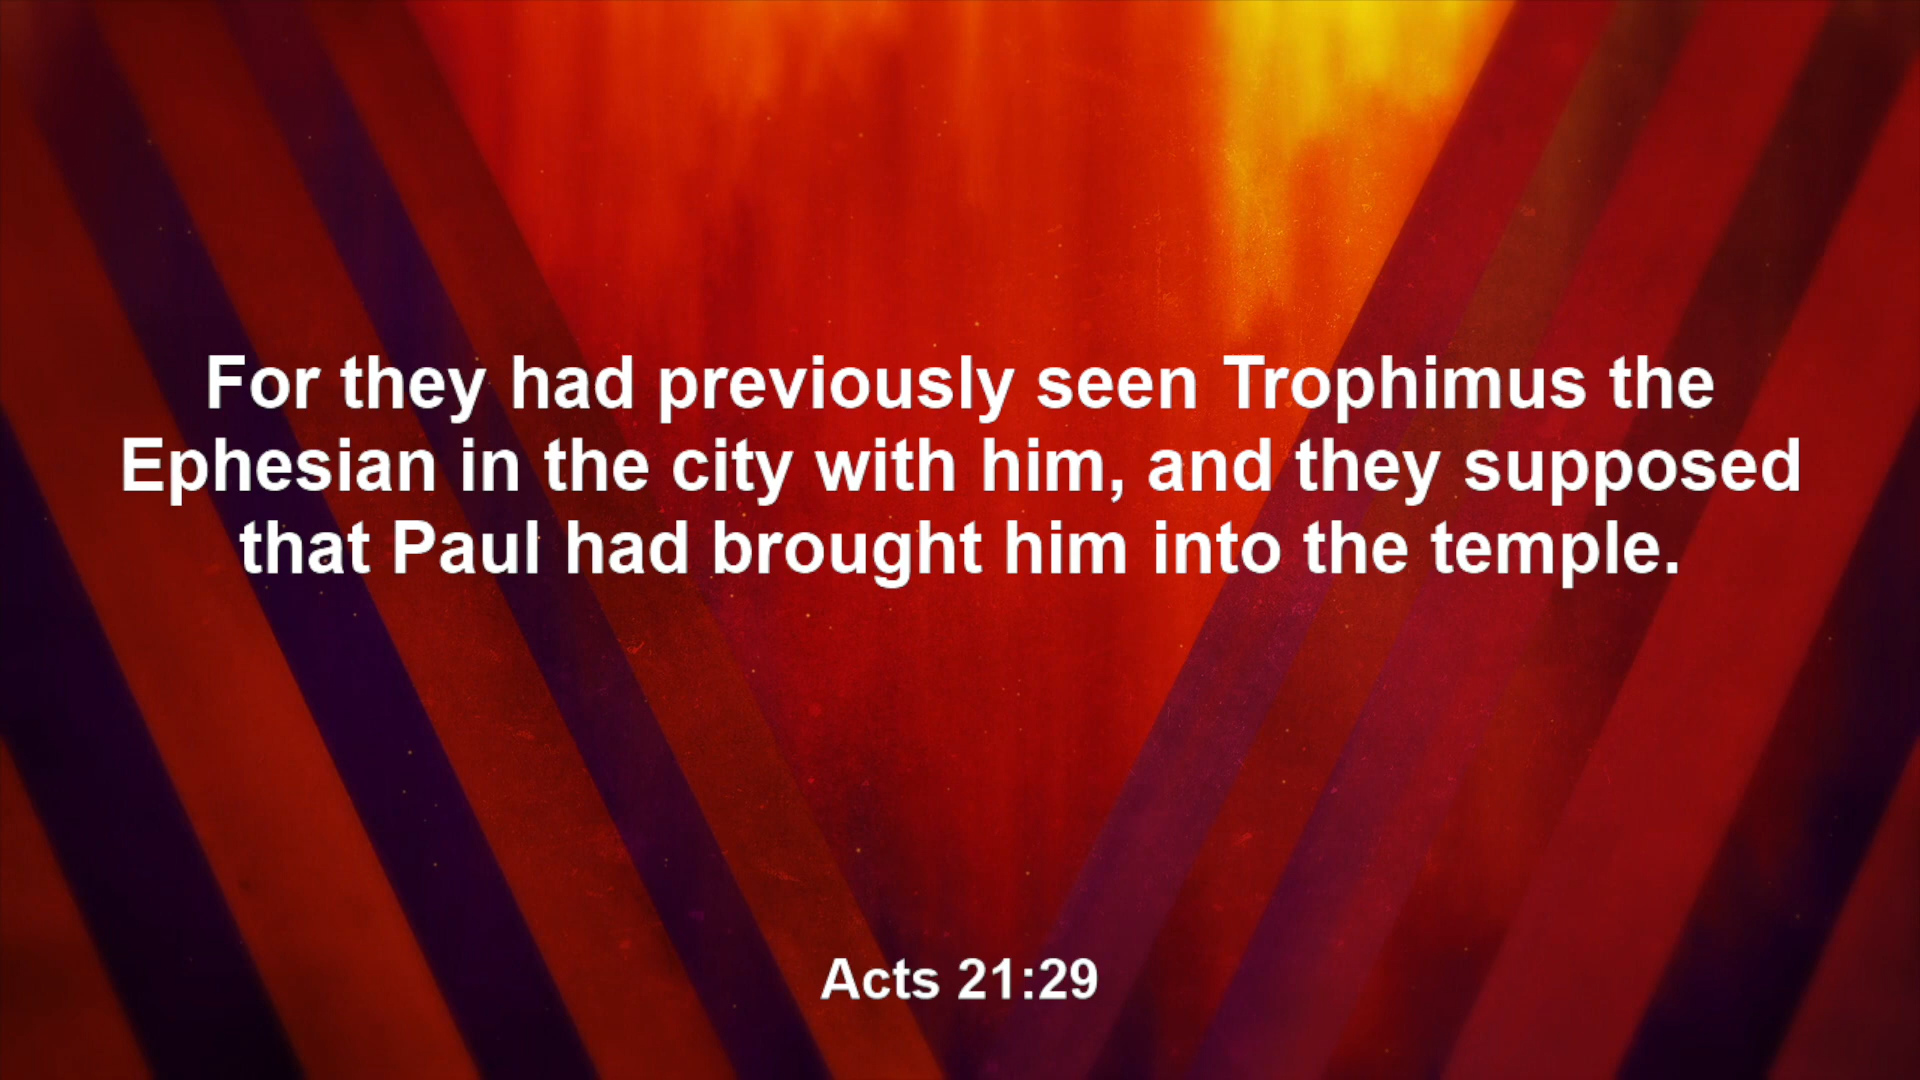 For they had previously seen Trophimus the
Ephesian in the city with him, and they supposed
that Paul had brought him into the temple.
Acts 21:29